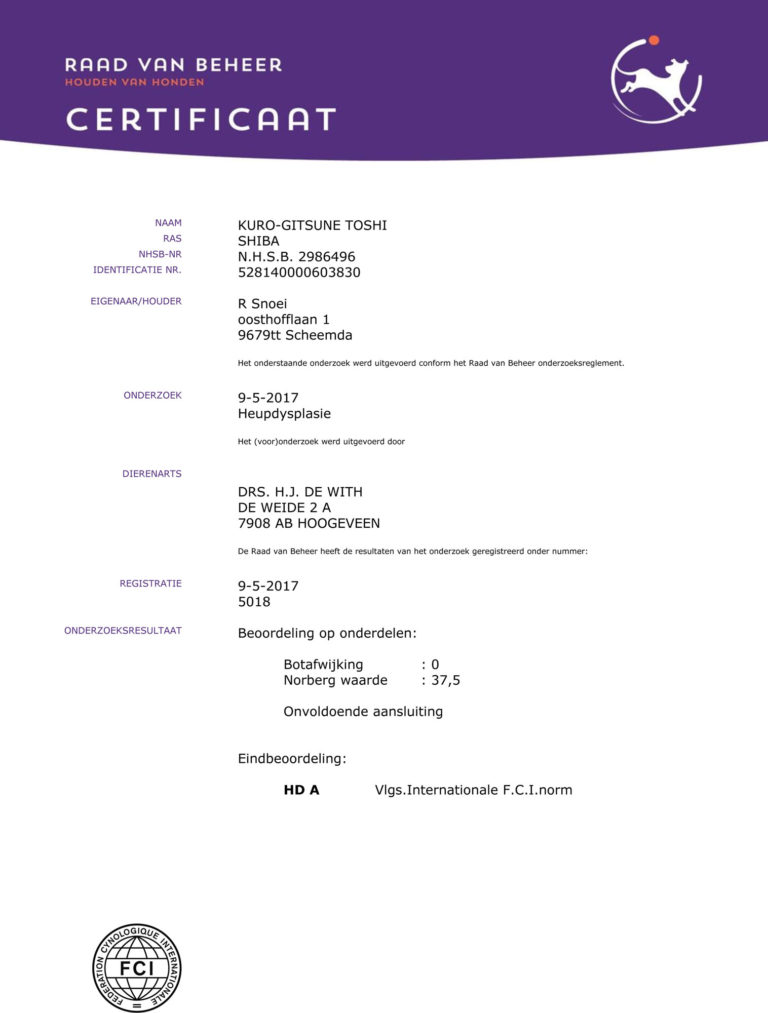 RAAD VAN BEHEER
HOUDEN VAN HONDEN
CERTIFICAAT
NAAM KURO-GITSUNE TOSHI
RAS SHIBA
NHSB-NR N.H.S.B. 2986496
IDENTIFICATIE NR. 528140000603830
EIGENAAR/HOUDER R Snoei
oosthofflaan 1
9679tt Scheemda
Het onderstaande onderzoek werd uitgevoerd conform het Raad van Beheer onderzoeksreglement.
ONDERZOEK 9-5-2017
Heupdysplasie
Het (voor)onderzoek werd uitgevoerd door
DIERENARTS
DRS. H.J. DE WITH
DE WEIDE 2 A
7908 AB HOOGEVEEN
De Raad van Beheer heeft de resultaten van het onderzoek geregistreerd onder nummer:
REGISTRATIE 9-5-2017
5018
ONDERZOEKSRESULTAAT Beoordeling op onderdelen:
Botafwijking : 0
Norberg waarde : 37,5
Onvoldoende aansluiting
Eindbeoordeling:
HD A Vlgs.Internationale F.C.I.norm
FEDERATION CYNOLOGIQUE INTERNATIONALE
FCI